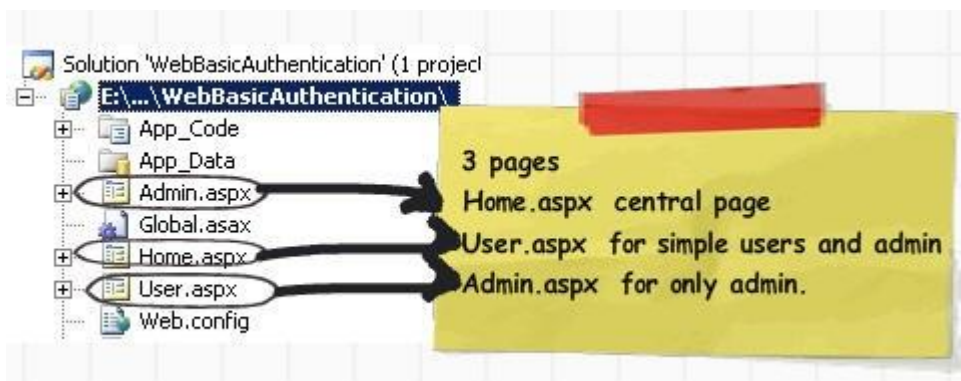 Solution 'WebBasicAuthentication' (1 project
E:\...\WebBasicAuthentication\
App_Code
App_Data
Admin.aspx
Global.asax
Home.aspx
User.aspx
Web.config
3 pages
Home.aspx central page
User.aspx for simple users and admin
Admin.aspx for only admin.